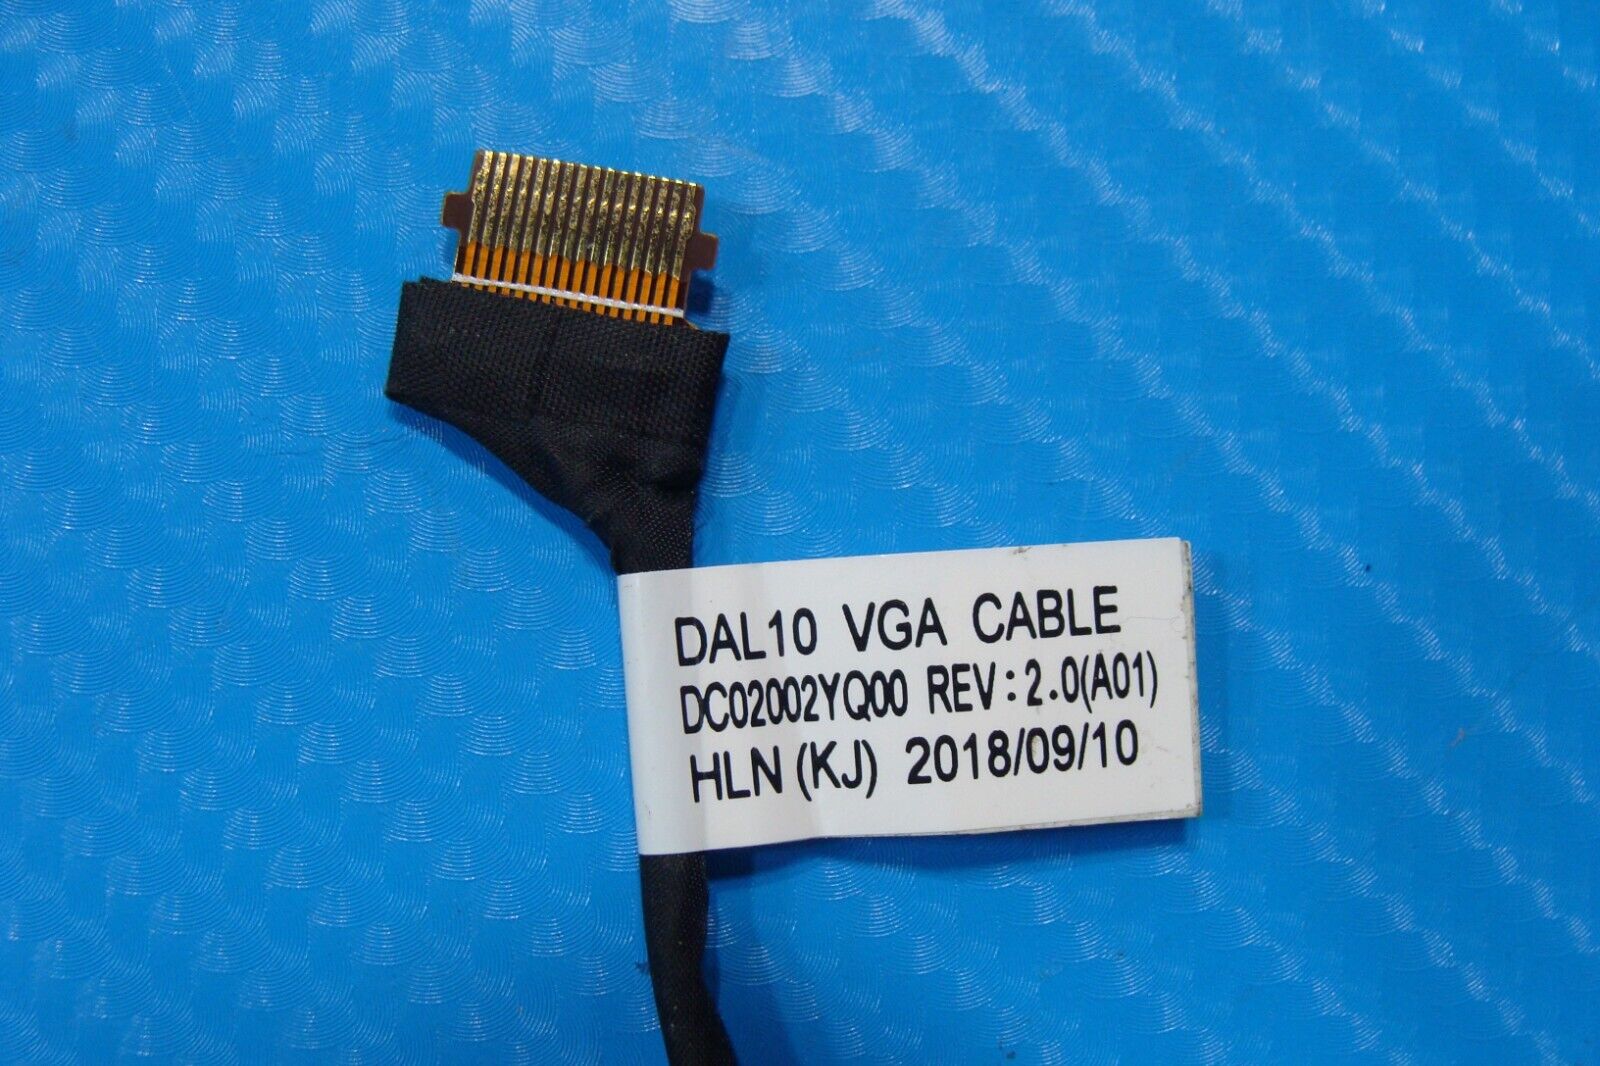 DAL10 VGA CABLE
DC02002YQ00 REV:2.0(A01)
HLN(KJ) 2018/09/10